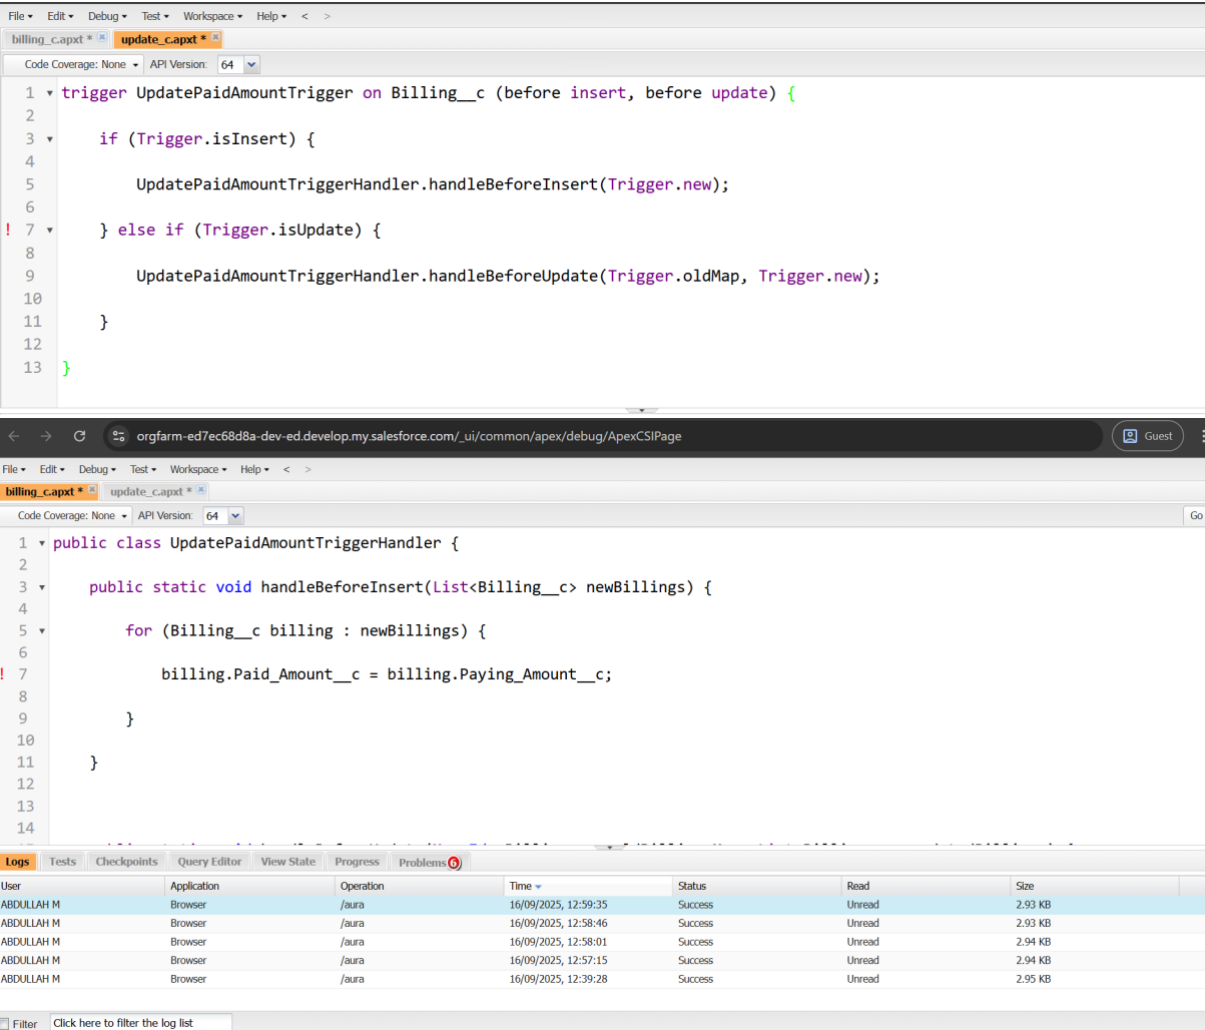 File Edit Debug Test Workspace Help < >
billing_c.apxt * update_c.apxt *
Code Coverage: None API Version: 64
1 trigger UpdatePaidAmountTrigger on Billing__c (before insert, before update) {
2
3 if (Trigger.isInsert) {
4
5 UpdatePaidAmountTriggerHandler.handleBeforeInsert(Trigger.new);
6
! 7 } else if (Trigger.isUpdate) {
8
9 UpdatePaidAmountTriggerHandler.handleBeforeUpdate(Trigger.oldMap, Trigger.new);
10
11 }
12
13 }
orgfarm-ed7ec68d8a-dev-ed.develop.my.salesforce.com/_ui/common/apex/debug/ApexCSIPage Guest
File Edit Debug Test Workspace Help < >
billing_c.apxt * update_c.apxt *
Code Coverage: None API Version: 64 Go
1 public class UpdatePaidAmountTriggerHandler {
2
3 public static void handleBeforeInsert(List<Billing__c> newBillings) {
4
5 for (Billing__c billing : newBillings) {
6
! 7 billing.Paid_Amount__c = billing.Paying_Amount__c;
8
9 }
10
11 }
12
13
14
Logs Tests Checkpoints Query Editor View State Progress Problems 6
User Application Operation Time Status Read Size
ABDULLAH M Browser /aura 16/09/2025, 12:59:35 Success Unread 2.93 KB
ABDULLAH M Browser /aura 16/09/2025, 12:58:46 Success Unread 2.93 KB
ABDULLAH M Browser /aura 16/09/2025, 12:58:01 Success Unread 2.94 KB
ABDULLAH M Browser /aura 16/09/2025, 12:57:15 Success Unread 2.94 KB
ABDULLAH M Browser /aura 16/09/2025, 12:39:28 Success Unread 2.95 KB
Filter Click here to filter the log list